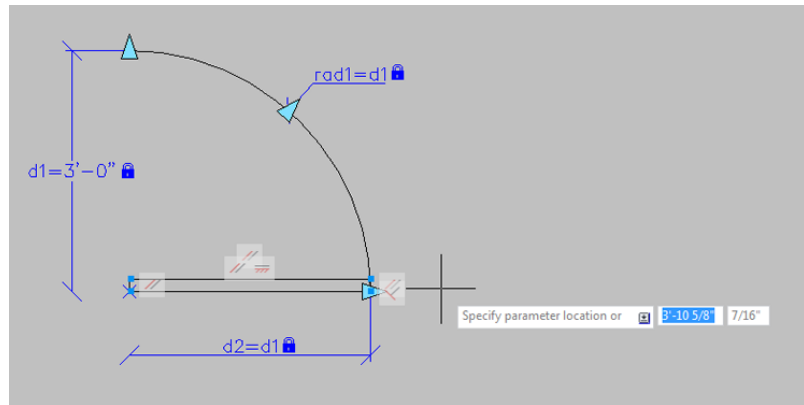 rad1=d1
d1=3'-0"
Specify parameter location or 3'-10 5/8" 7/16"
d2=d1